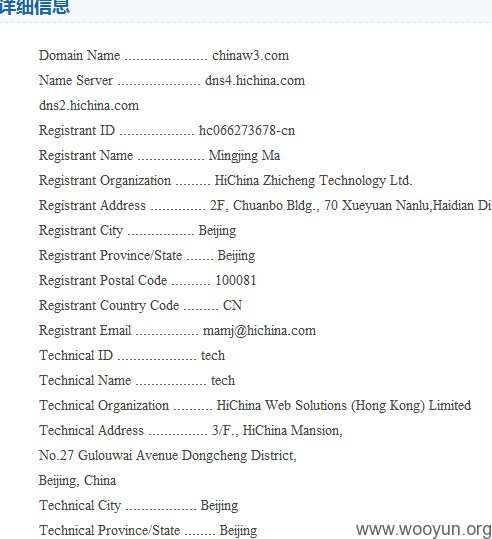 详细信息
Domain Name ..................... chinaw3.com
Name Server ..................... dns4.hichina.com
dns2.hichina.com
Registrant ID ................... hc066273678-cn
Registrant Name ................. Mingjing Ma
Registrant Organization ......... HiChina Zhicheng Technology Ltd.
Registrant Address .............. 2F, Chuanbo Bldg., 70 Xueyuan Nanlu,Haidian Di
Registrant City ................. Beijing
Registrant Province/State ....... Beijing
Registrant Postal Code .......... 100081
Registrant Country Code ......... CN
Registrant Email ................ mamj@hichina.com
Technical ID .................... tech
Technical Name .................. tech
Technical Organization .......... HiChina Web Solutions (Hong Kong) Limited
Technical Address ............... 3/F., HiChina Mansion,
No.27 Gulouwai Avenue Dongcheng District,
Beijing, China
Technical City .................. Beijing
Technical Province/State ........ Beijing
www.wooyun.org